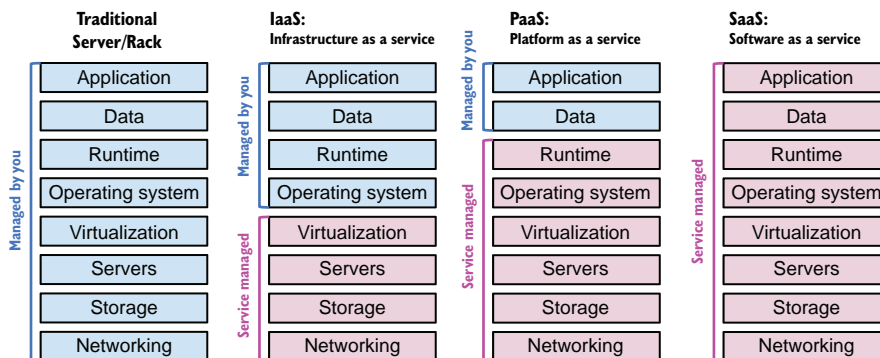 Traditional
Server/Rack
Managed by you
Application
Data
Runtime
Operating system
Virtualization
Servers
Storage
Networking
IaaS:
Infrastructure as a service
Managed by you
Service managed
Application
Data
Runtime
Operating system
Virtualization
Servers
Storage
Networking
PaaS:
Platform as a service
Managed by you
Service managed
Application
Data
Runtime
Operating system
Virtualization
Servers
Storage
Networking
SaaS:
Software as a service
Service managed
Application
Data
Runtime
Operating system
Virtualization
Servers
Storage
Networking